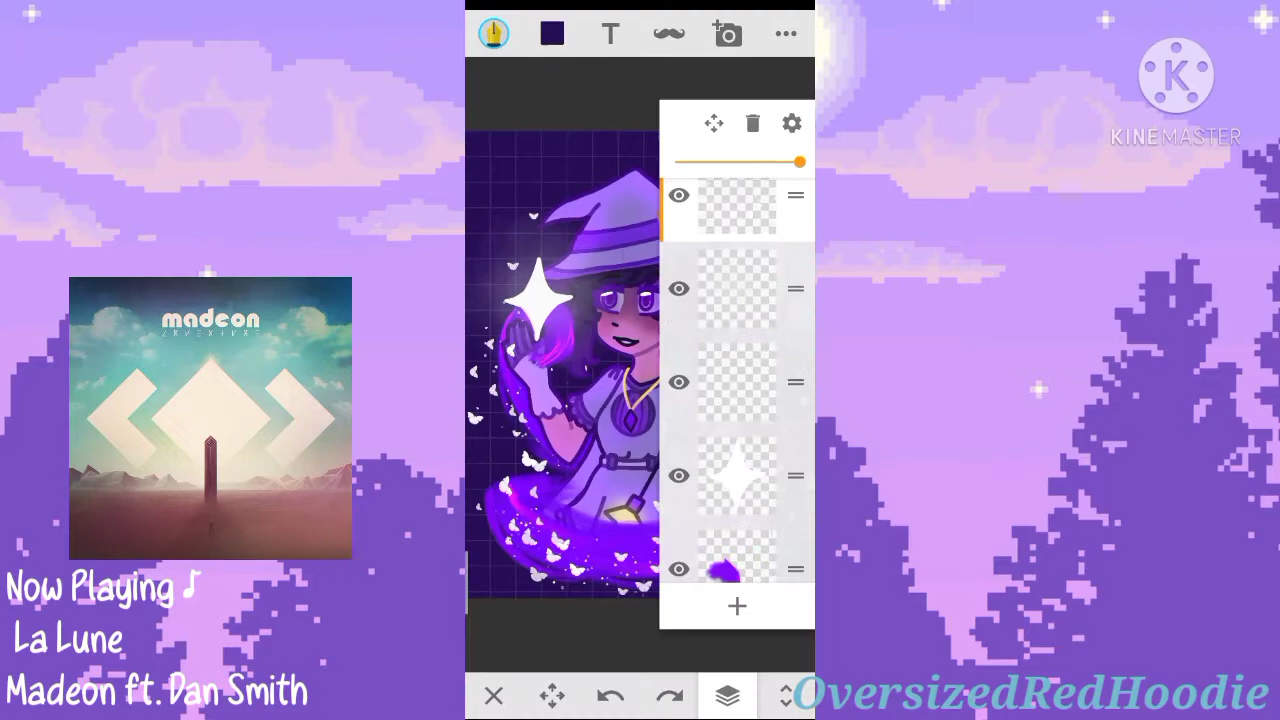 T
K
KINEMASTER
madeon
Now Playing ♪
La Lune
Madeon ft. Dan Smith
OversizedRedHoodie